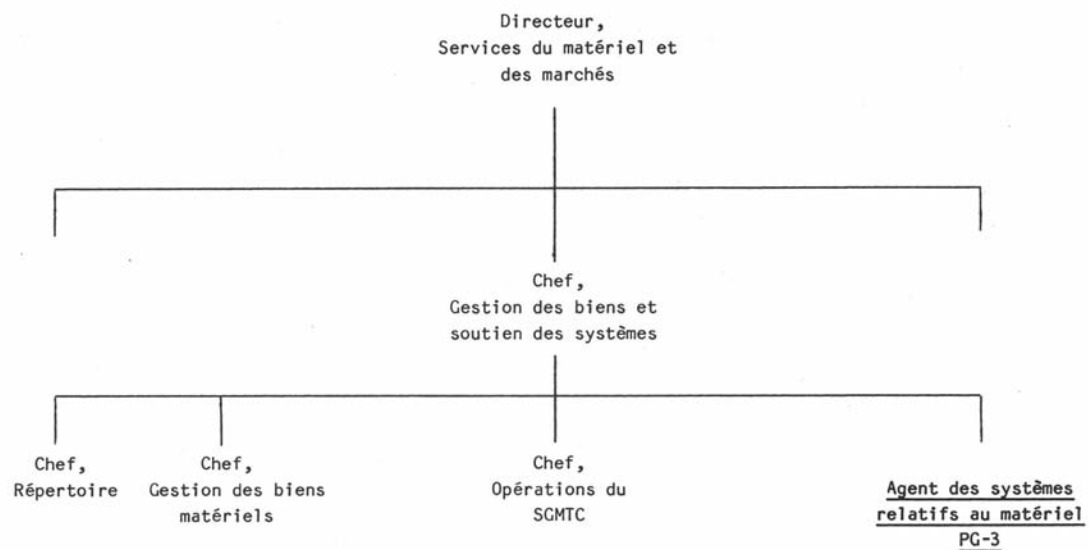 Directeur,
Services du matériel et
des marchés
Chef,
Gestion des biens et
soutien des systèmes
Chef,
Répertoire
Chef,
Gestion des biens
matériels
Chef,
Opérations du
SGMTC
Agent des systèmes
relatifs au matériel
PG-3